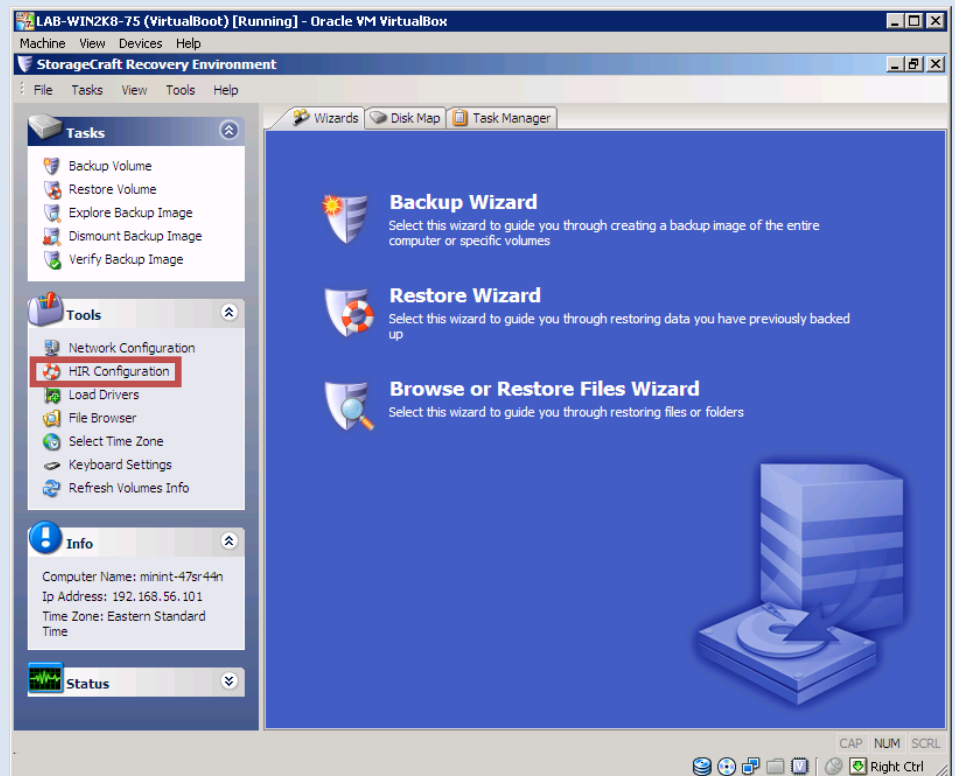 LAB-WIN2K8-75 (VirtualBoot) [Running] - Oracle VM VirtualBox
Machine View Devices Help
StorageCraft Recovery Environment
File Tasks View Tools Help
Tasks
Backup Volume
Restore Volume
Explore Backup Image
Dismount Backup Image
Verify Backup Image
Tools
Network Configuration
HIR Configuration
Load Drivers
File Browser
Select Time Zone
Keyboard Settings
Refresh Volumes Info
Info
Computer Name: minint-47sr44n
Ip Address: 192.168.56.101
Time Zone: Eastern Standard
Time
Status
Wizards Disk Map Task Manager
Backup Wizard
Select this wizard to guide you through creating a backup image of the entire
computer or specific volumes
Restore Wizard
Select this wizard to guide you through restoring data you have previously backed
up
Browse or Restore Files Wizard
Select this wizard to guide you through restoring files or folders
CAP NUM SCRL
Right Ctrl